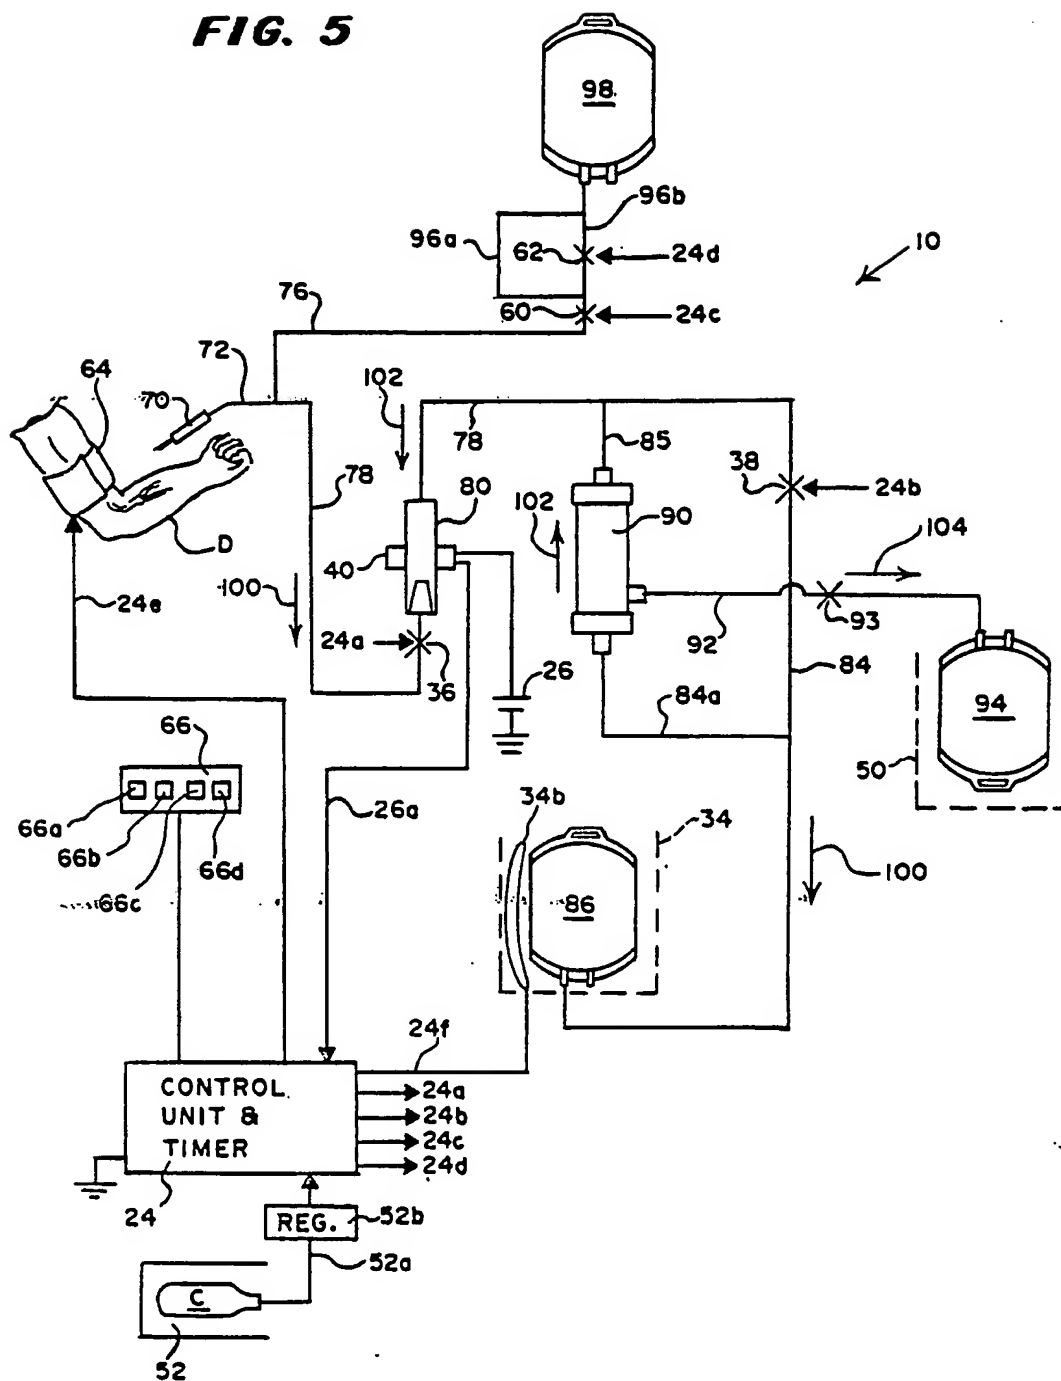 FIG. 5
98
96b
96a
62
24d
10
76
60
24c
72
64
102
70
78
85
38
24b
78
80
102
90
104
D
40
24e
100
24a
92
93
36
26
84
84a
94
66
50
26a
34b
34
66a
66b
66d
66c
86
100
24f
CONTROL
UNIT &
TIMER
24a
24b
24c
24d
24
REG.
52b
52a
C
52